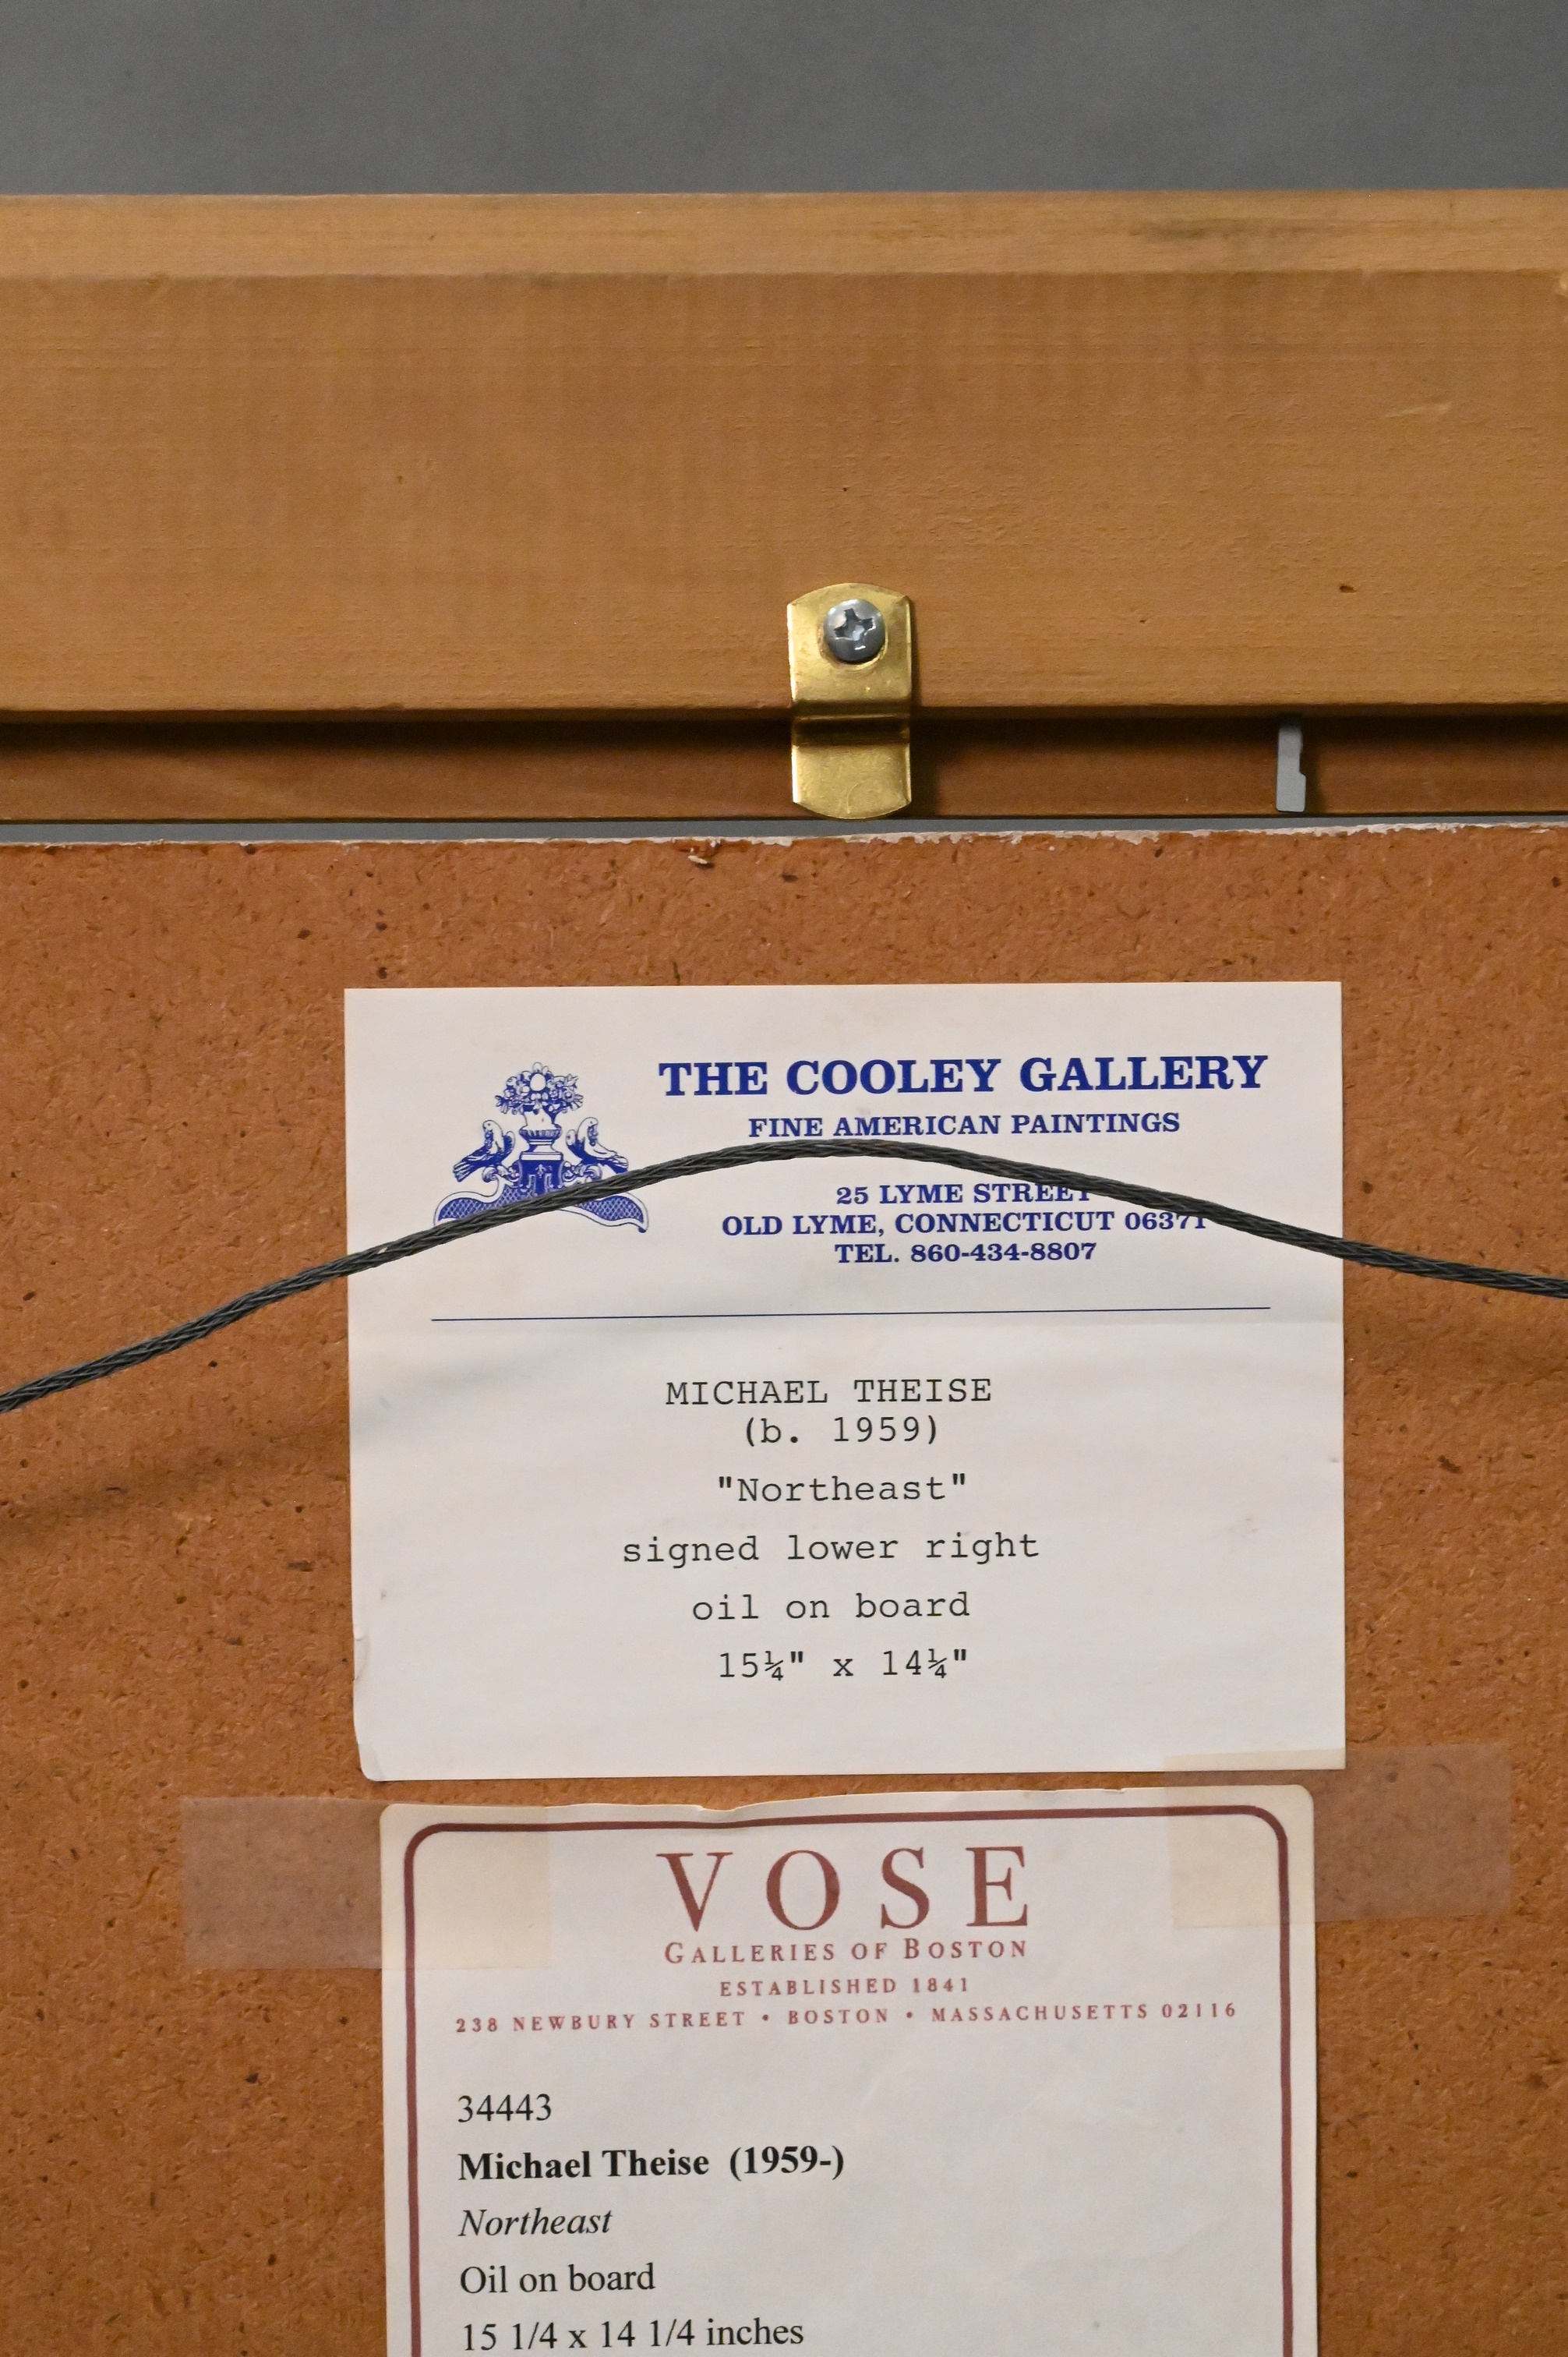 THE COOLEY GALLERY
FINE AMERICAN PAINTINGS
25 LYME STREET
OLD LYME, CONNECTICUT 06371
TEL. 860-434-8807
MICHAEL THEISE
(b. 1959)
"Northeast"
signed lower right
oil on board
15¼" x 14¼"
VOSE
GALLERIES OF BOSTON
ESTABLISHED 1841
238 NEWBURY STREET • BOSTON • MASSACHUSETTS 02116
34443
Michael Theise (1959-)
Northeast
Oil on board
15 1/4 x 14 1/4 inches